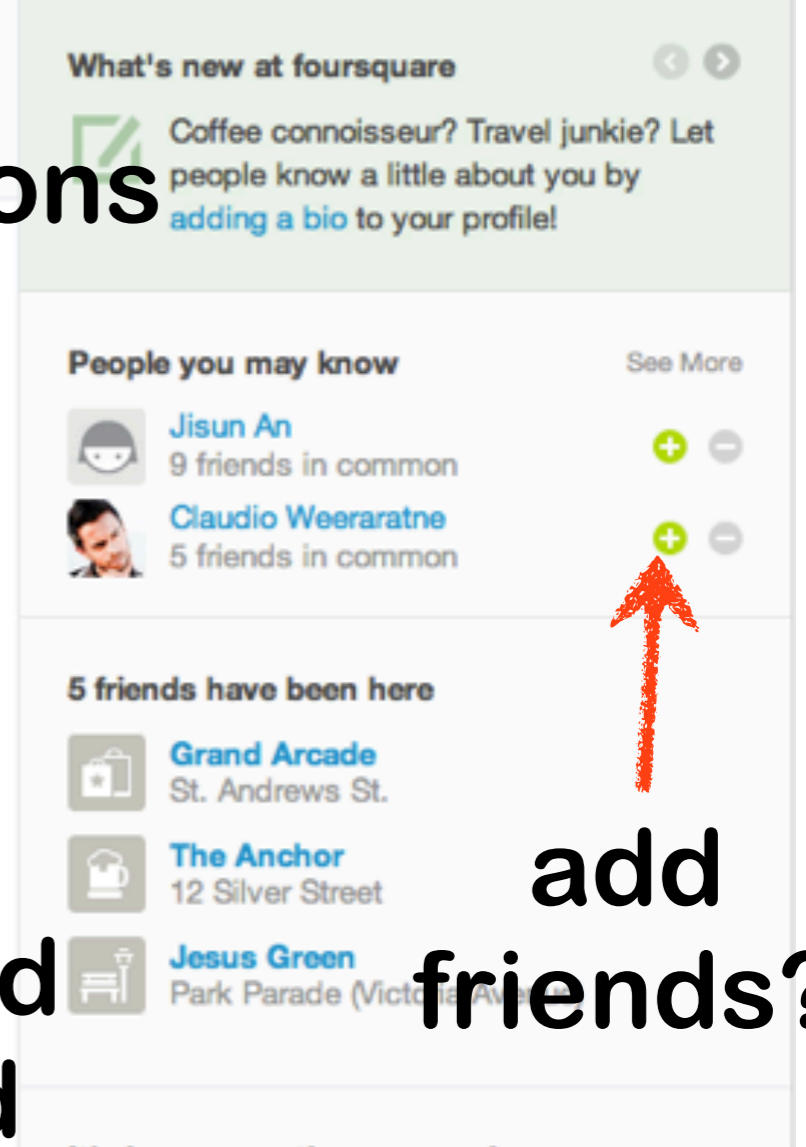 What's new at foursquare
Coffee connoisseur? Travel junkie? Let
people know a little about you by
adding a bio to your profile!
ons
People you may know
See More
Jisun An
9 friends in common
Claudio Weeraratne
5 friends in common
5 friends have been here
Grand Arcade
St. Andrews St.
The Anchor
12 Silver Street
Jesus Green
Park Parade (Victoria Avenue)
add
friends?
d
d